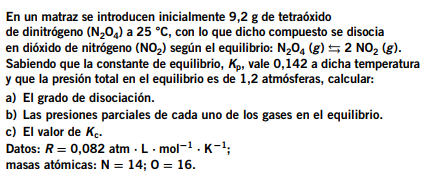 En un matraz se introducen inicialmente 9,2 g de tetraóxido
de dinitrógeno (N₂O₄) a 25 °C, con lo que dicho compuesto se disocia
en dióxido de nitrógeno (NO₂) según el equilibrio: N₂O₄ (g) ⇆ 2 NO₂ (g).
Sabiendo que la constante de equilibrio, Kₚ, vale 0,142 a dicha temperatura
y que la presión total en el equilibrio es de 1,2 atmósferas, calcular:
a) El grado de disociación.
b) Las presiones parciales de cada uno de los gases en el equilibrio.
c) El valor de K꜀.
Datos: R = 0,082 atm · L · mol⁻¹ · K⁻¹;
masas atómicas: N = 14; O = 16.